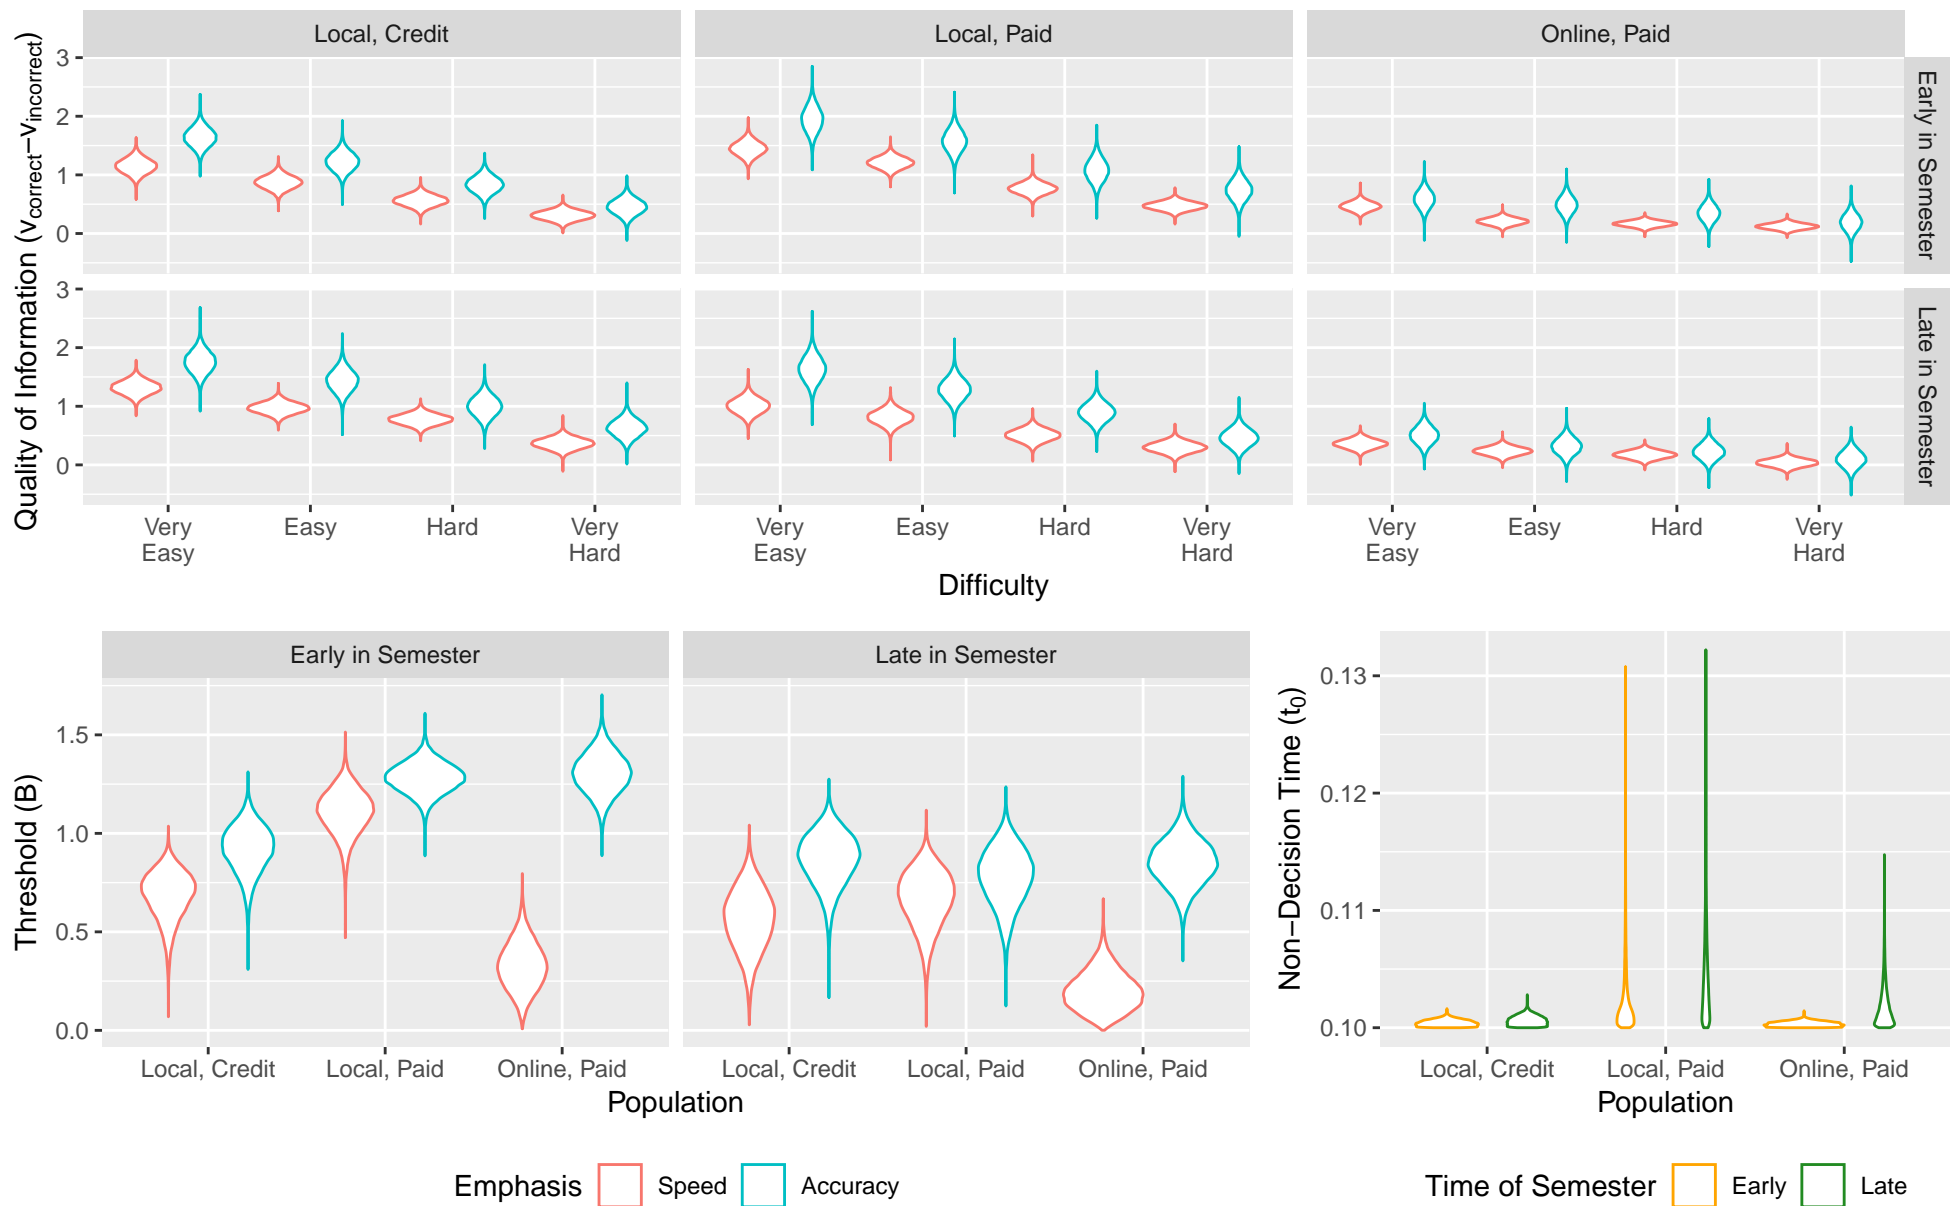 Local, Credit
Local, Paid
Online, Paid
Quality of Information (vcorrect−vincorrect)
3
2
1
0
Early in Semester
3
2
1
0
Late in Semester
Very Easy
Easy
Hard
Very Hard
Very Easy
Easy
Hard
Very Hard
Very Easy
Easy
Hard
Very Hard
Difficulty
Early in Semester
Late in Semester
Threshold (B)
1.5
1.0
0.5
0.0
Local, Credit
Local, Paid
Online, Paid
Local, Credit
Local, Paid
Online, Paid
Population
Non−Decision Time (t0)
0.13
0.12
0.11
0.10
Local, Credit
Local, Paid
Online, Paid
Population
Emphasis Speed Accuracy
Time of Semester Early Late